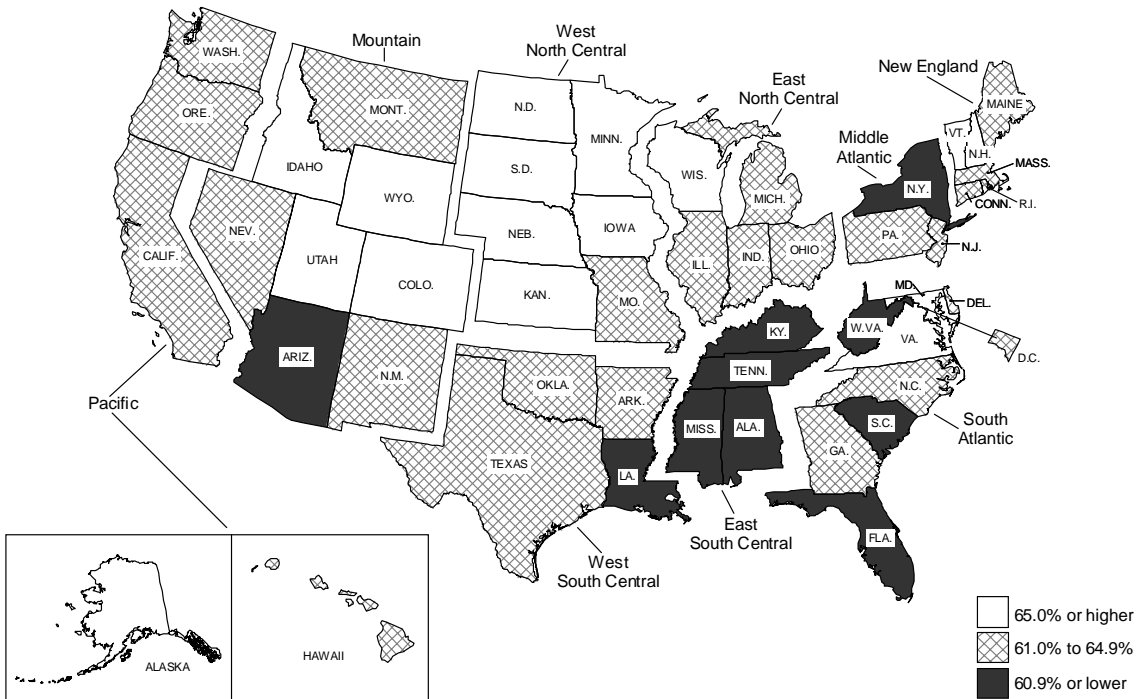 Mountain
West
North Central
East
North Central
New England
Middle
Atlantic
WASH.
MONT.
N.D.
MINN.
MAINE
VT.
N.H.
ORE.
IDAHO
S.D.
WIS.
MICH.
N.Y.
MASS.
CONN.
R.I.
WYO.
NEB.
IOWA
PA.
N.J.
NEV.
UTAH
COLO.
CALIF.
KAN.
MO.
ILL.
IND.
OHIO
MD.
DEL.
W.VA.
VA.
D.C.
KY.
ARIZ.
N.M.
OKLA.
ARK.
TENN.
N.C.
Pacific
TEXAS
LA.
MISS.
ALA.
GA.
S.C.
South
Atlantic
FLA.
East
South Central
West
South Central
ALASKA
HAWAII
65.0% or higher
61.0% to 64.9%
60.9% or lower